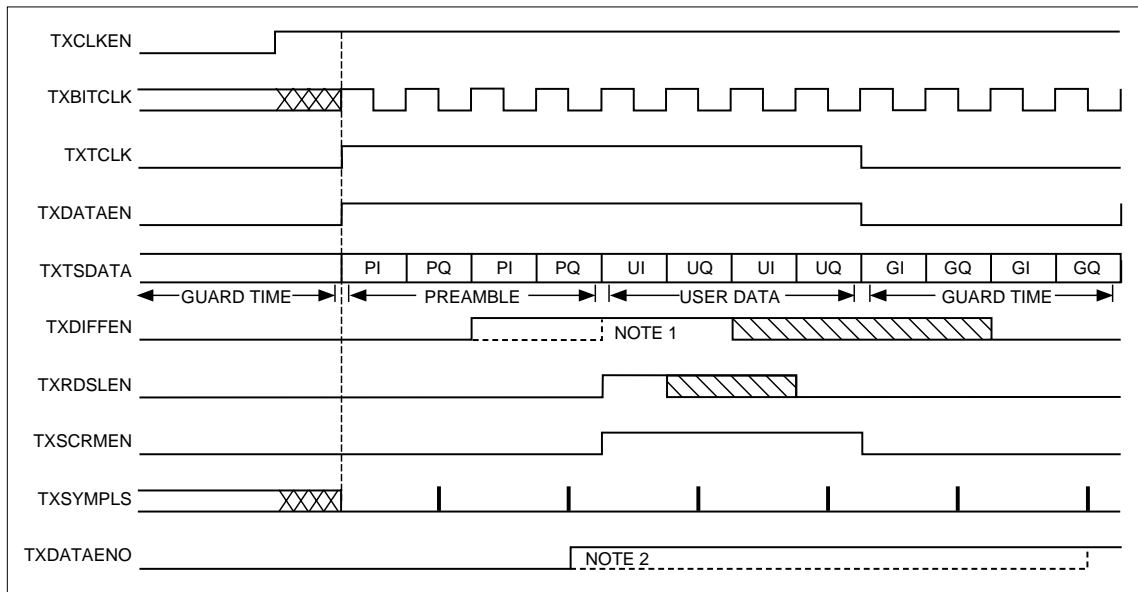 TXCLKEN
TXBITCLK
TXTCLK
TXDATAEN
TXTSDATA PI PQ PI PQ UI UQ UI UQ GI GQ GI GQ
GUARD TIME PREAMBLE USER DATA GUARD TIME
TXDIFFEN NOTE 1
TXRDSLEN
TXSCRMEN
TXSYMPLS
TXDATAENO NOTE 2